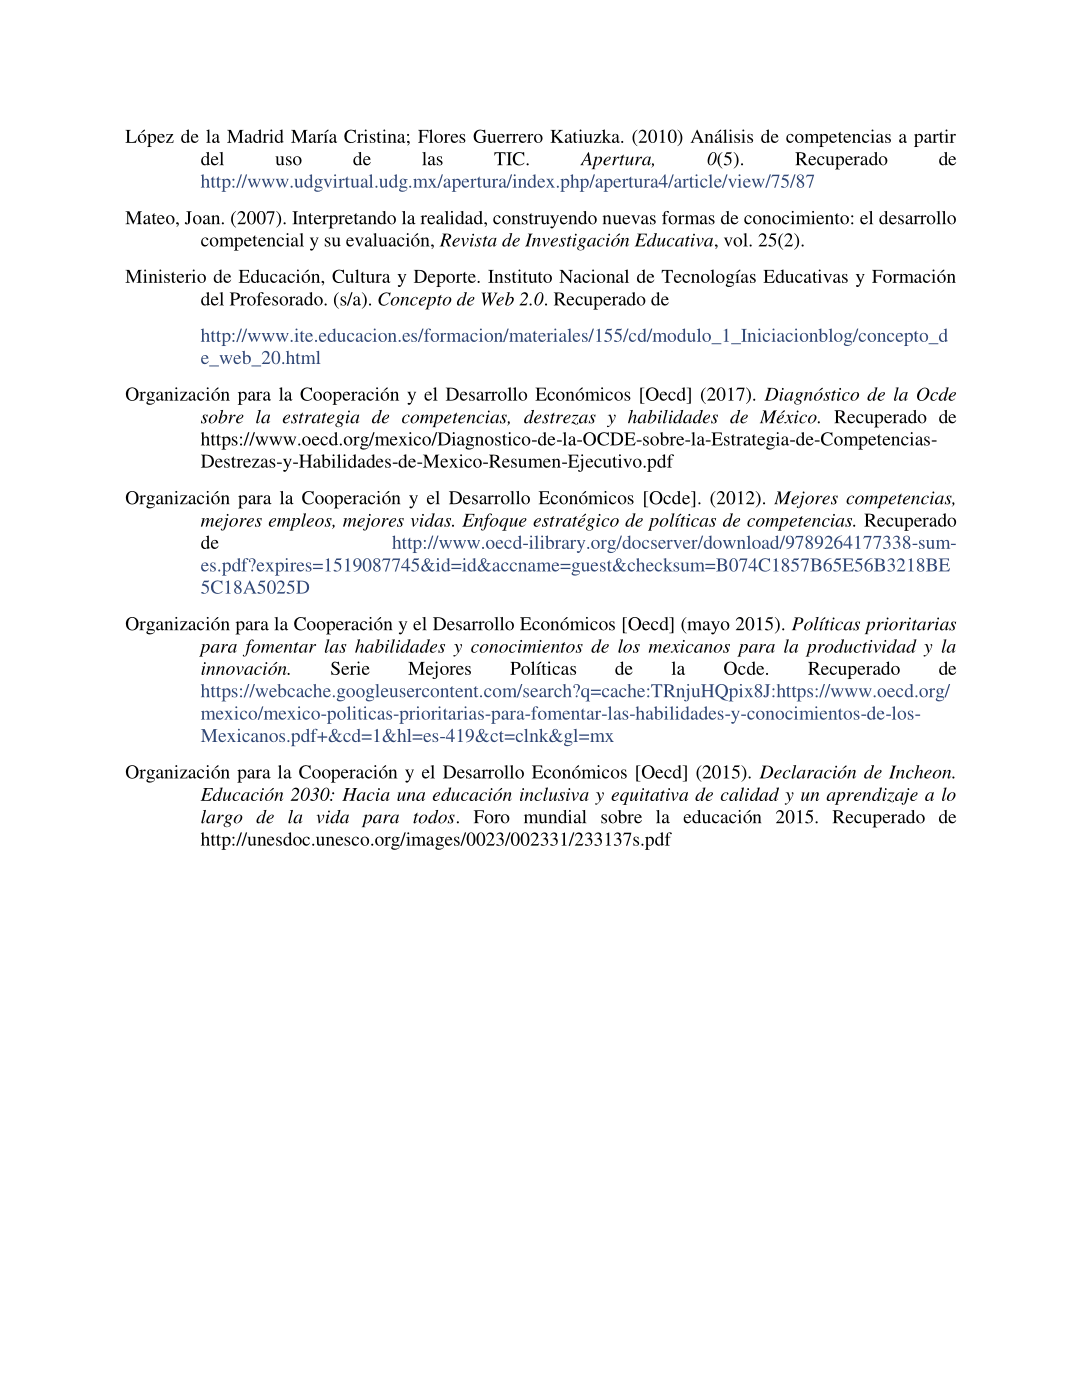 López de la Madrid María Cristina; Flores Guerrero Katiuzka. (2010) Análisis de competencias a partir
del uso de las TIC. Apertura, 0(5). Recuperado de
http://www.udgvirtual.udg.mx/apertura/index.php/apertura4/article/view/75/87
Mateo, Joan. (2007). Interpretando la realidad, construyendo nuevas formas de conocimiento: el desarrollo
competencial y su evaluación, Revista de Investigación Educativa, vol. 25(2).
Ministerio de Educación, Cultura y Deporte. Instituto Nacional de Tecnologías Educativas y Formación
del Profesorado. (s/a). Concepto de Web 2.0. Recuperado de
http://www.ite.educacion.es/formacion/materiales/155/cd/modulo_1_Iniciacionblog/concepto_d
e_web_20.html
Organización para la Cooperación y el Desarrollo Económicos [Oecd] (2017). Diagnóstico de la Ocde
sobre la estrategia de competencias, destrezas y habilidades de México. Recuperado de
https://www.oecd.org/mexico/Diagnostico-de-la-OCDE-sobre-la-Estrategia-de-Competencias-
Destrezas-y-Habilidades-de-Mexico-Resumen-Ejecutivo.pdf
Organización para la Cooperación y el Desarrollo Económicos [Ocde]. (2012). Mejores competencias,
mejores empleos, mejores vidas. Enfoque estratégico de políticas de competencias. Recuperado
de http://www.oecd-ilibrary.org/docserver/download/9789264177338-sum-
es.pdf?expires=1519087745&id=id&accname=guest&checksum=B074C1857B65E56B3218BE
5C18A5025D
Organización para la Cooperación y el Desarrollo Económicos [Oecd] (mayo 2015). Políticas prioritarias
para fomentar las habilidades y conocimientos de los mexicanos para la productividad y la
innovación. Serie Mejores Políticas de la Ocde. Recuperado de
https://webcache.googleusercontent.com/search?q=cache:TRnjuHQpix8J:https://www.oecd.org/
mexico/mexico-politicas-prioritarias-para-fomentar-las-habilidades-y-conocimientos-de-los-
Mexicanos.pdf+&cd=1&hl=es-419&ct=clnk&gl=mx
Organización para la Cooperación y el Desarrollo Económicos [Oecd] (2015). Declaración de Incheon.
Educación 2030: Hacia una educación inclusiva y equitativa de calidad y un aprendizaje a lo
largo de la vida para todos. Foro mundial sobre la educación 2015. Recuperado de
http://unesdoc.unesco.org/images/0023/002331/233137s.pdf